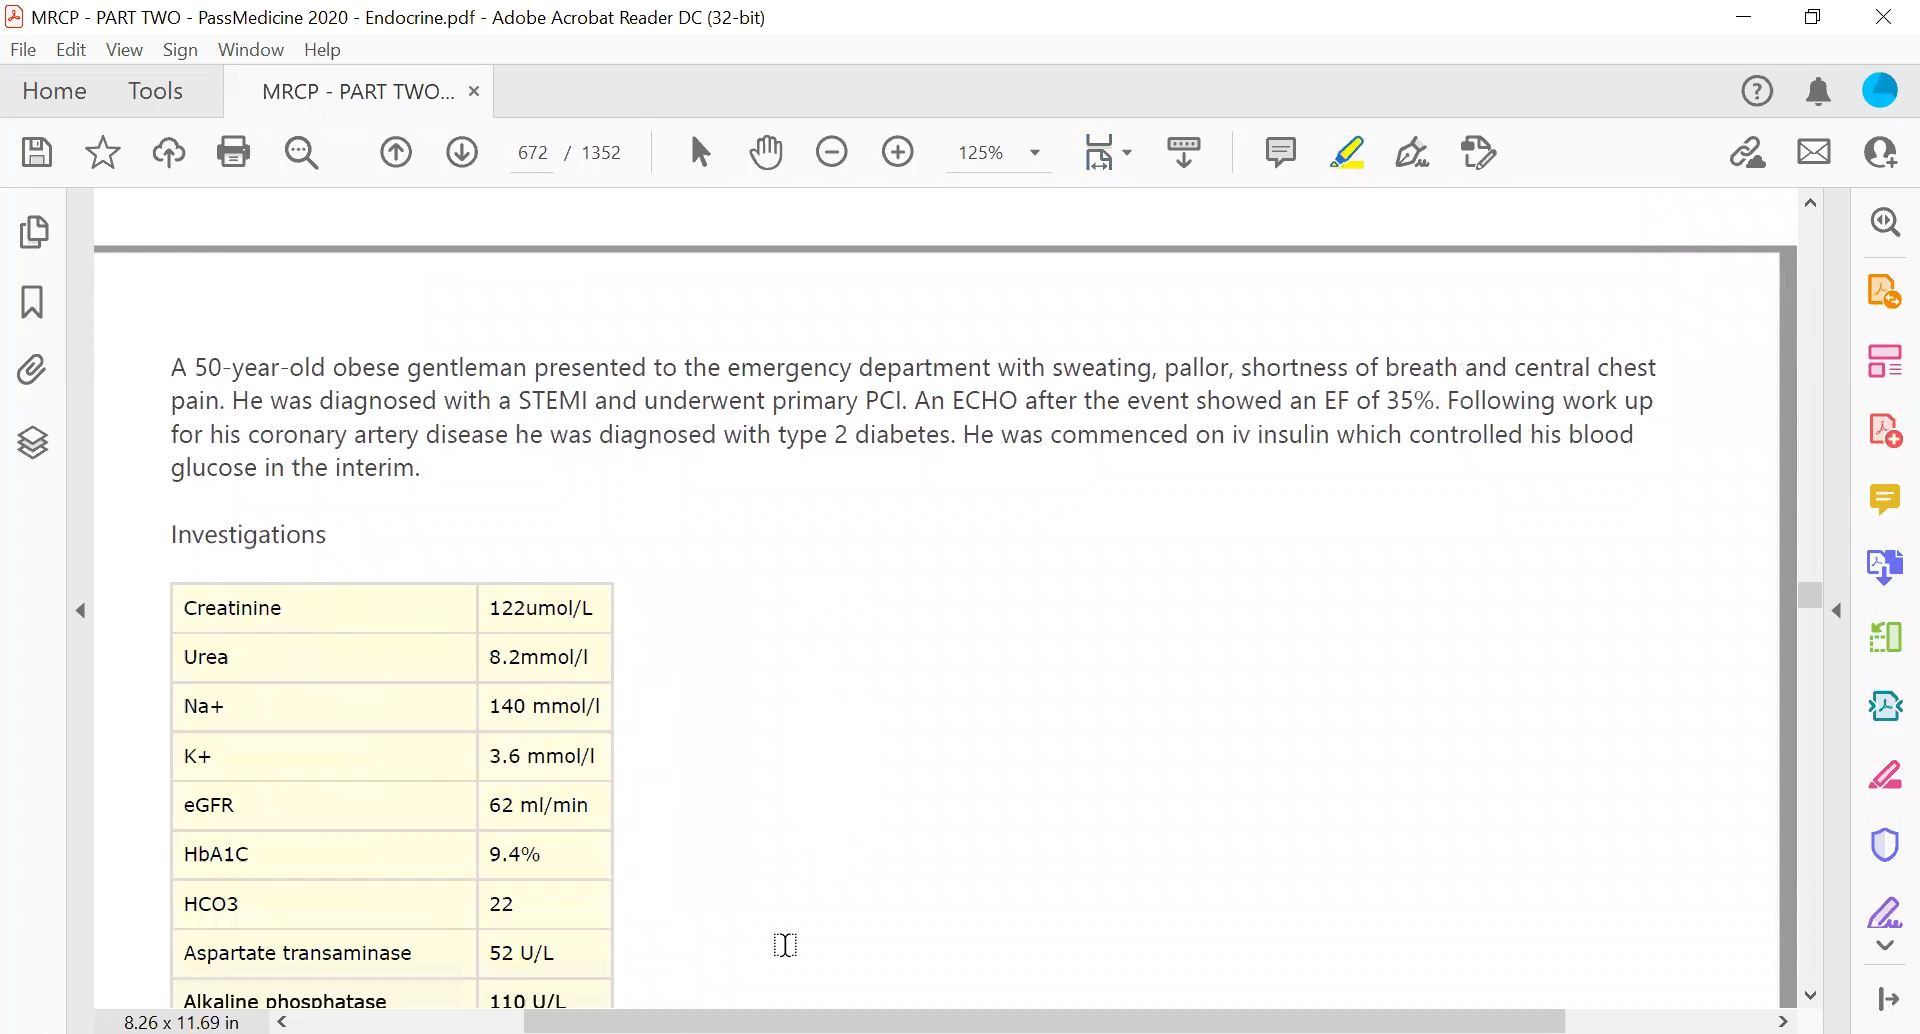 MRCP - PART TWO - PassMedicine 2020 - Endocrine.pdf - Adobe Acrobat Reader DC (32-bit)
File Edit View Sign Window Help
Home Tools MRCP - PART TWO... ×
672 / 1352 125%
A 50-year-old obese gentleman presented to the emergency department with sweating, pallor, shortness of breath and central chest
pain. He was diagnosed with a STEMI and underwent primary PCI. An ECHO after the event showed an EF of 35%. Following work up
for his coronary artery disease he was diagnosed with type 2 diabetes. He was commenced on iv insulin which controlled his blood
glucose in the interim.
Investigations
Creatinine 122umol/L
Urea 8.2mmol/l
Na+ 140 mmol/l
K+ 3.6 mmol/l
eGFR 62 ml/min
HbA1C 9.4%
HCO3 22
Aspartate transaminase 52 U/L
Alkaline phosphatase 110 U/L
8.26 x 11.69 in